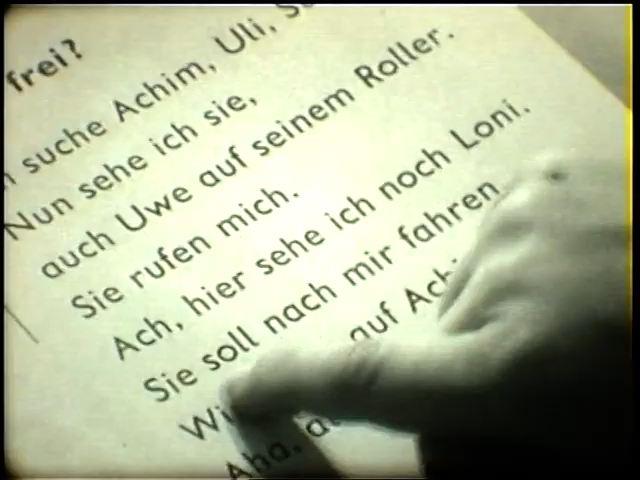 frei?
suche Achim, Uli,
Nun sehe ich sie,
auch Uwe auf seinem Roller.
Sie rufen mich.
Ach, hier sehe ich noch Loni.
Sie soll nach mir fahren
auf
Aha,